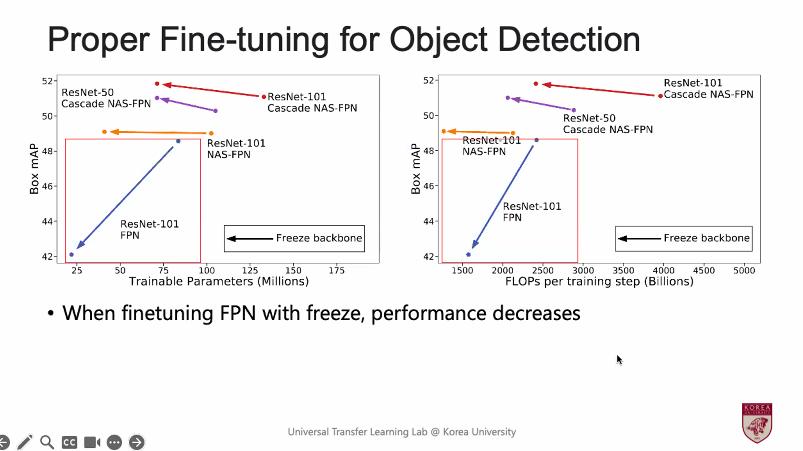 Proper Fine-tuning for Object Detection
52
50
48
46
44
42
Box mAP
ResNet-50
Cascade NAS-FPN
ResNet-101
Cascade NAS-FPN
ResNet-101
NAS-FPN
ResNet-101
FPN
Freeze backbone
25 50 75 100 125 150 175
Trainable Parameters (Millions)
52
50
48
46
44
42
Box mAP
ResNet-101
Cascade NAS-FPN
ResNet-50
Cascade NAS-FPN
ResNet-101
NAS-FPN
ResNet-101
FPN
Freeze backbone
1500 2000 2500 3000 3500 4000 4500 5000
FLOPs per training step (Billions)
• When finetuning FPN with freeze, performance decreases
Universal Transfer Learning Lab @ Korea University
KOREA
CC